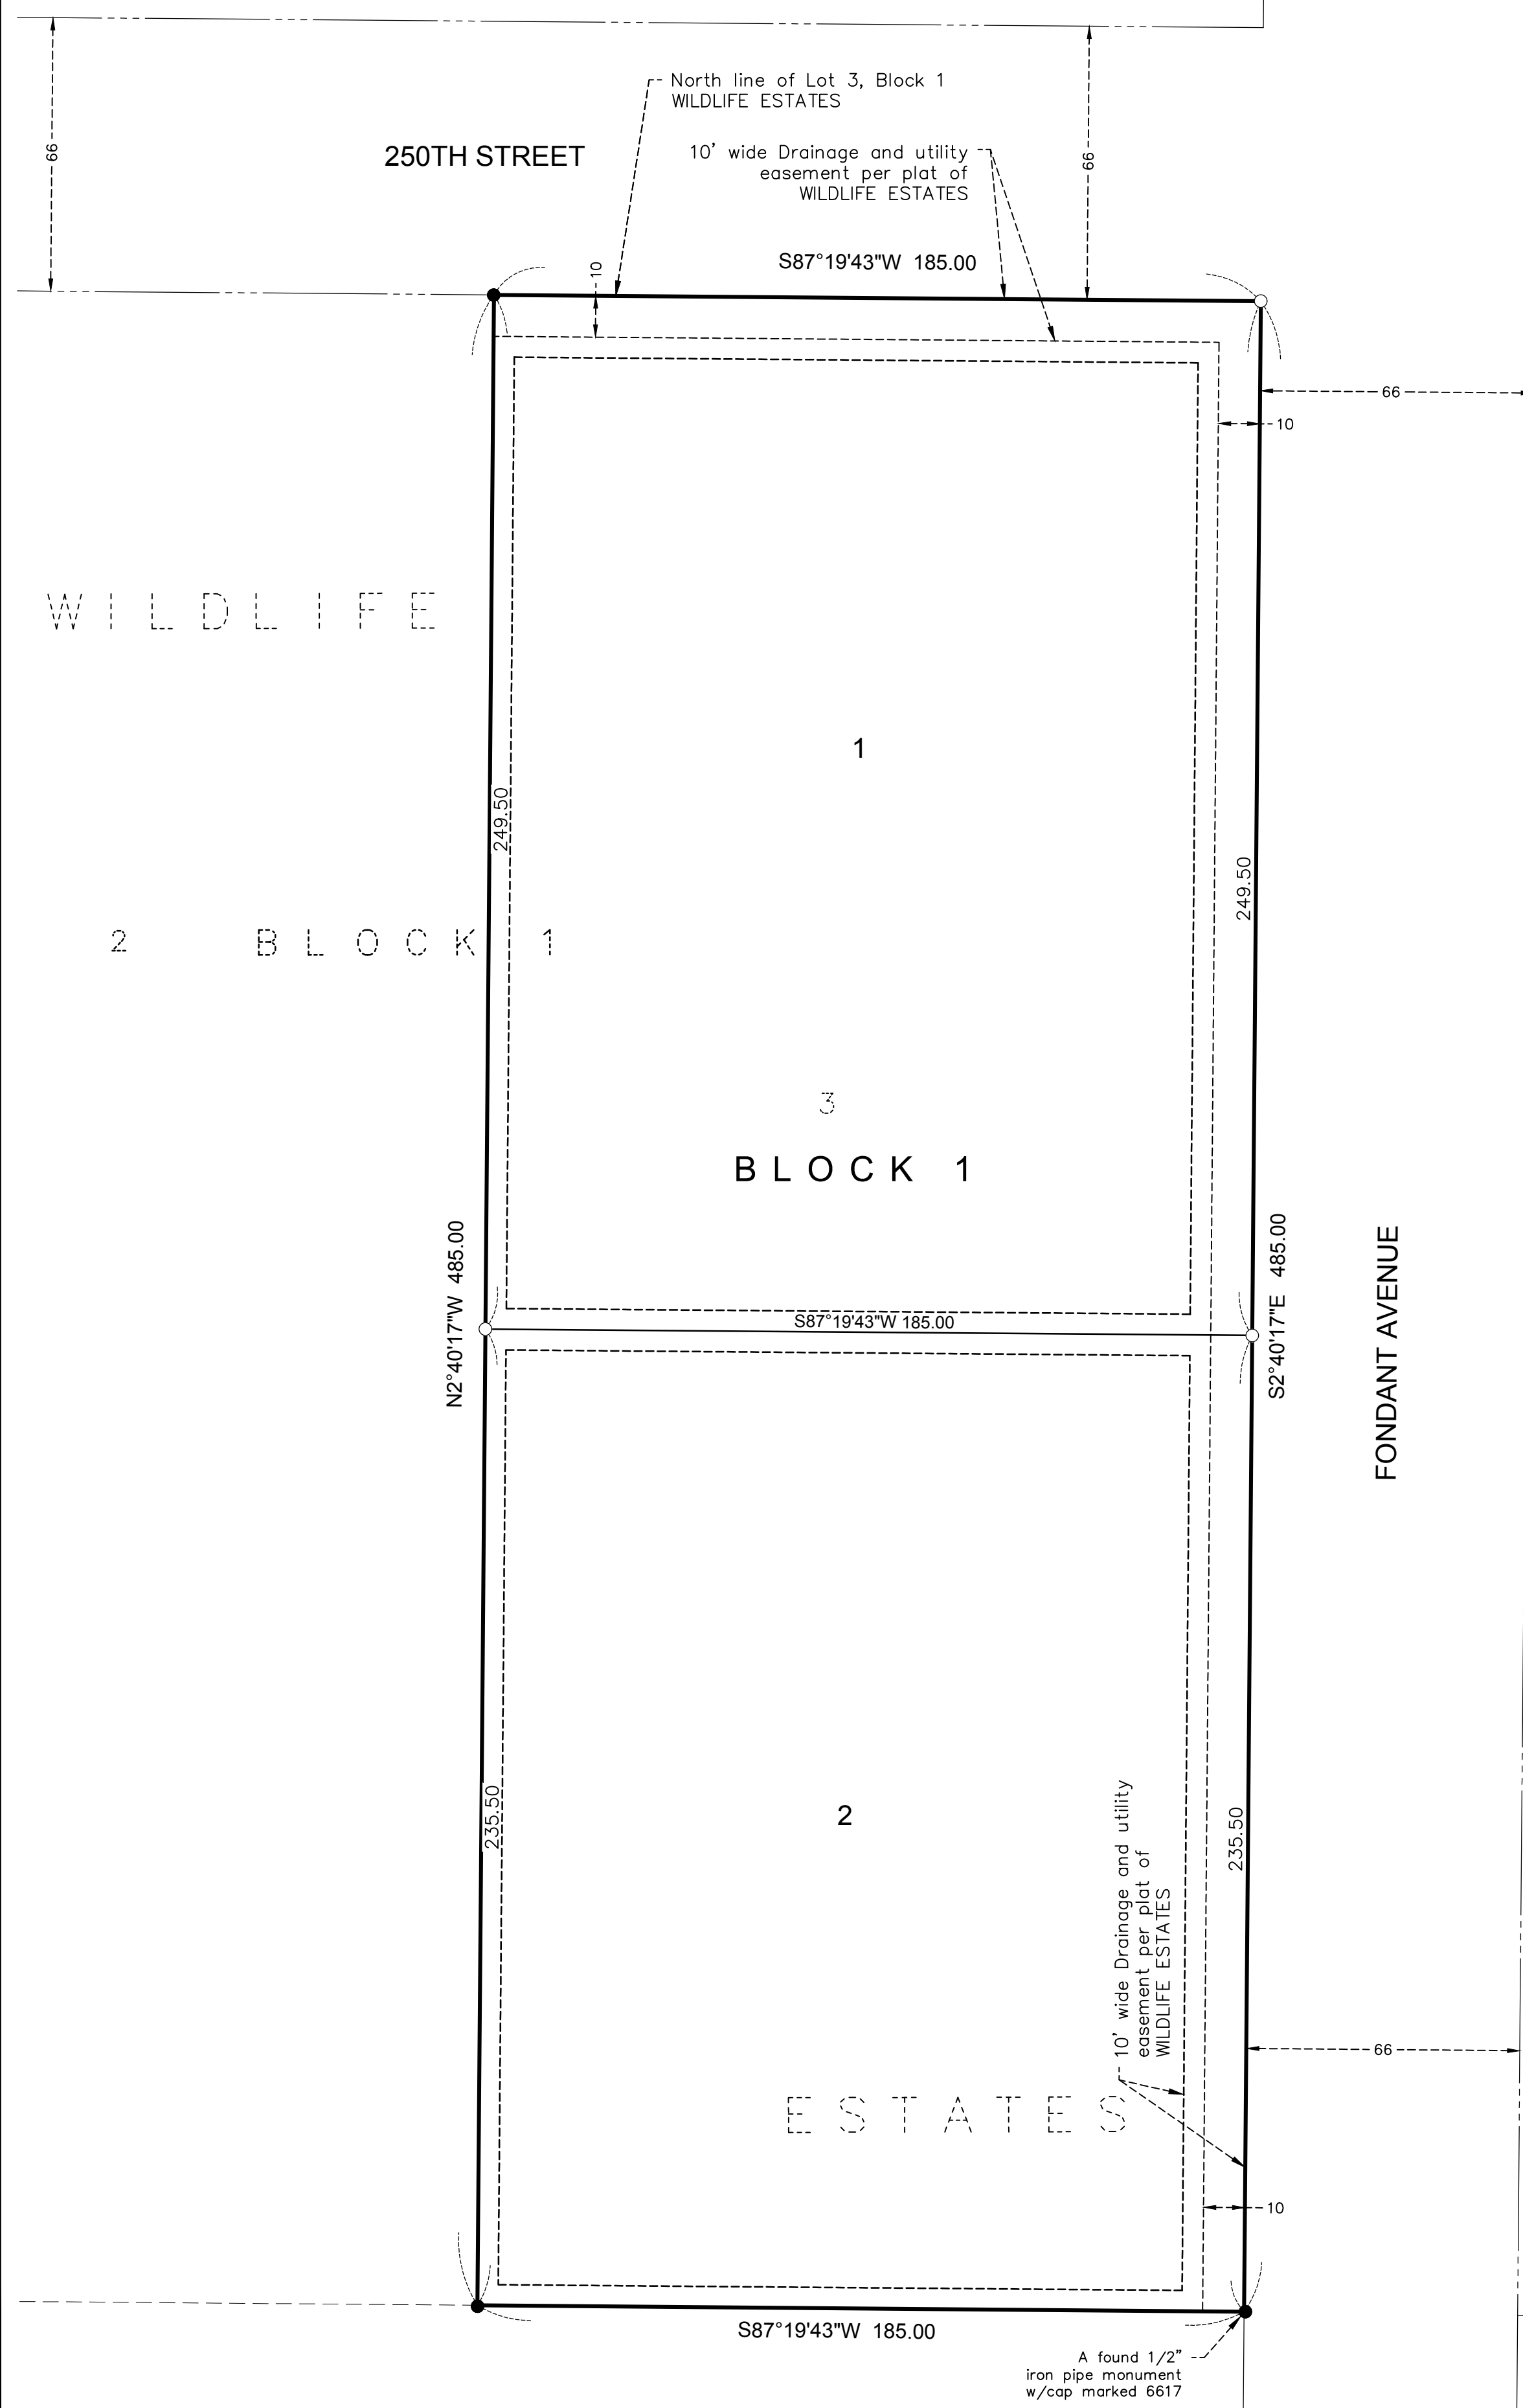 North line of Lot 3, Block 1
WILDLIFE ESTATES
66
250TH STREET
10' wide Drainage and utility
easement per plat of
WILDLIFE ESTATES
66
S87°19'43"W 185.00
10
66
10
WILDLIFE
1
249.50
249.50
2 BLOCK 1
3
BLOCK 1
N2°40'17"W 485.00
S87°19'43"W 185.00
S2°40'17"E 485.00
FONDANT AVENUE
235.50
2
235.50
10' wide Drainage and utility
easement per plat of
WILDLIFE ESTATES
66
ESTATES
10
S87°19'43"W 185.00
A found 1/2"
iron pipe monument
w/cap marked 6617